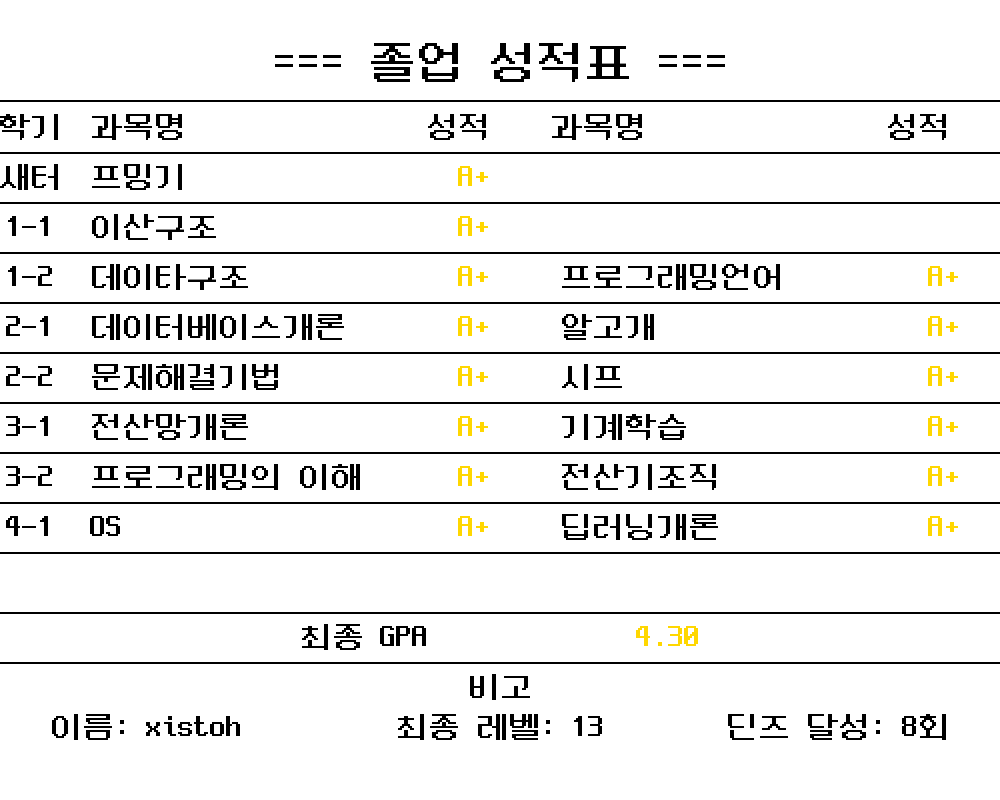 === 졸업 성적표 ===
학기 과목명 성적 과목명 성적
새터 프밍기 A+
1-1 이산구조 A+
1-2 데이타구조 A+ 프로그래밍언어 A+
2-1 데이터베이스개론 A+ 알고개 A+
2-2 문제해결기법 A+ 시프 A+
3-1 전산망개론 A+ 기계학습 A+
3-2 프로그래밍의 이해 A+ 전산기조직 A+
4-1 OS A+ 딥러닝개론 A+
최종 GPA 4.30
비고
이름: xistoh 최종 레벨: 13 딘즈 달성: 8회